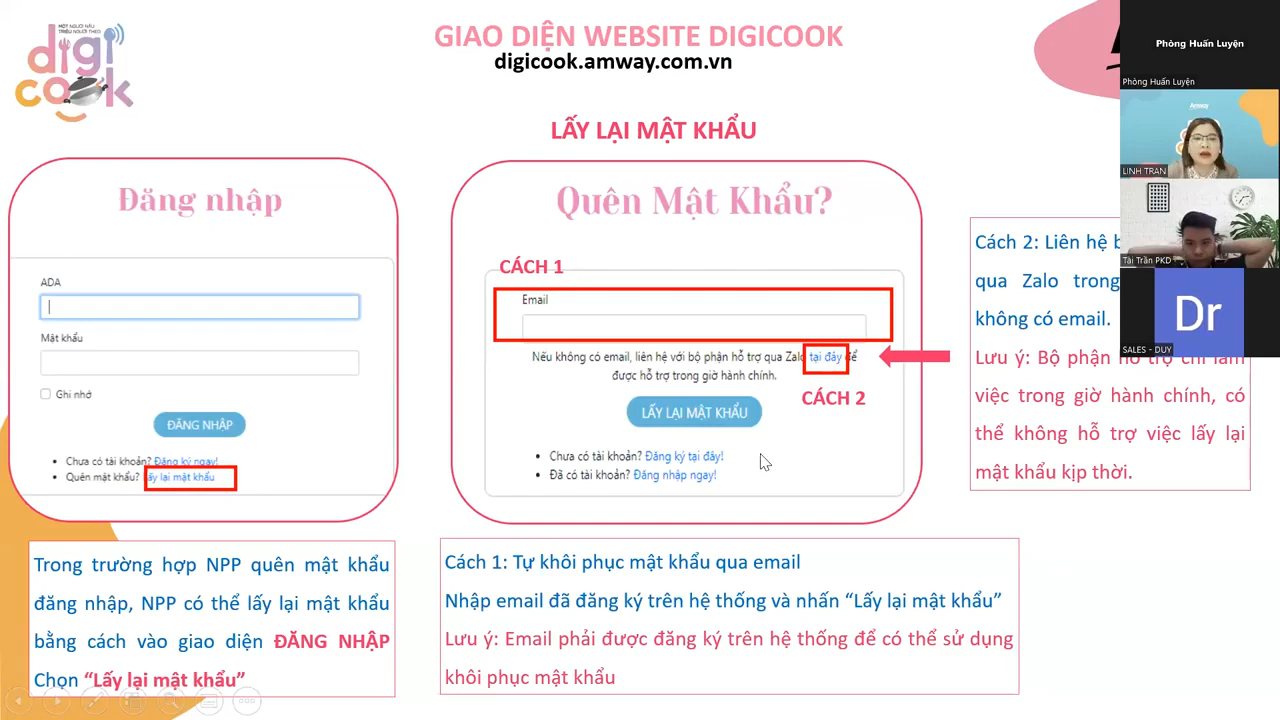 MỘT NGƯỜI NẤU
TRIỆU NGƯỜI THEO
digi
cook
GIAO DIỆN WEBSITE DIGICOOK
digicook.amway.com.vn
LẤY LẠI MẬT KHẨU
Đăng nhập
ADA
Mật khẩu
Ghi nhớ
ĐĂNG NHẬP
Chưa có tài khoản? Đăng ký ngay!
Quên mật khẩu? lấy lại mật khẩu
Trong trường hợp NPP quên mật khẩu
đăng nhập, NPP có thể lấy lại mật khẩu
bằng cách vào giao diện ĐĂNG NHẬP
Chọn “Lấy lại mật khẩu”
Quên Mật Khẩu?
CÁCH 1
Email
Nếu không có email, liên hệ với bộ phận hỗ trợ qua Zalo tại đây để
được hỗ trợ trong giờ hành chính.
CÁCH 2
LẤY LẠI MẬT KHẨU
Chưa có tài khoản? Đăng ký tại đây!
Đã có tài khoản? Đăng nhập ngay!
Cách 1: Tự khôi phục mật khẩu qua email
Nhập email đã đăng ký trên hệ thống và nhấn “Lấy lại mật khẩu”
Lưu ý: Email phải được đăng ký trên hệ thống để có thể sử dụng
khôi phục mật khẩu
Cách 2: Liên hệ
qua Zalo trong
không có email.
Lưu ý: Bộ phận hỗ trợ chỉ làm
việc trong giờ hành chính, có
thể không hỗ trợ việc lấy lại
mật khẩu kịp thời.
Phòng Huấn Luyện
Phòng Huấn Luyện
Amway
LINH TRAN
Tài Trần PKD
Dr
SALES - DUY